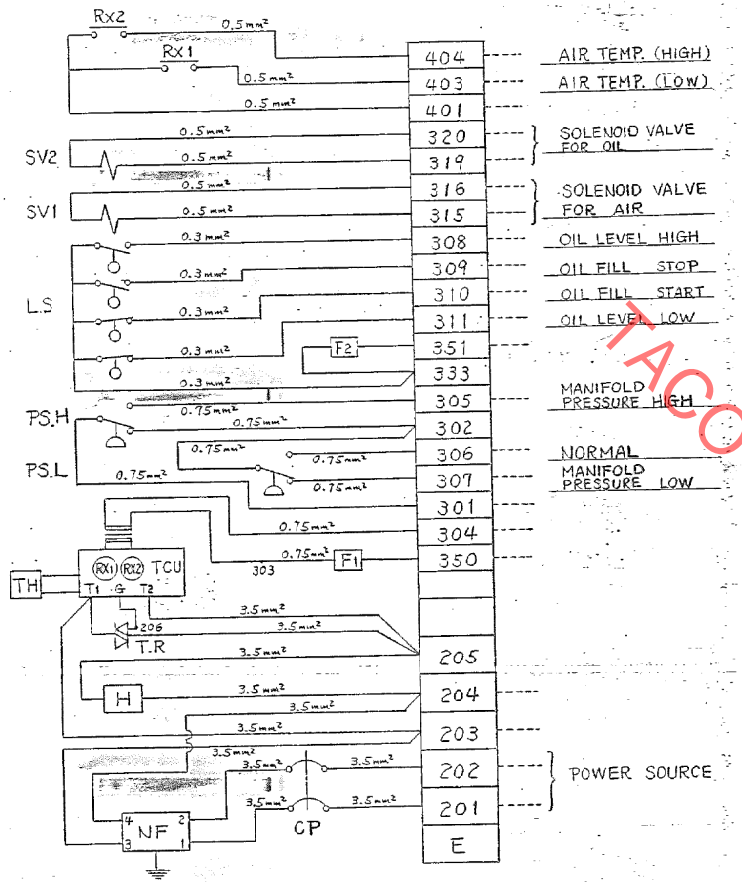 Rx2
0.5mm²
404 AIR TEMP. (HIGH)
Rx1
0.5mm²
403 AIR TEMP. (LOW)
0.5mm²
401
0.5mm²
320 SOLENOID VALVE
FOR OIL
SV2
0.5mm²
319
0.5mm²
316 SOLENOID VALVE
FOR AIR
SV1
0.5mm²
315
0.3mm²
308 OIL LEVEL HIGH
0.3mm²
309 OIL FILL STOP
L.S
0.3mm²
310 OIL FILL START
0.3mm²
311 OIL LEVEL LOW
F2
351
0.3mm²
333
0.75mm²
305 MANIFOLD
PRESSURE HIGH
PS.H
0.75mm²
302
0.75mm²
0.75mm²
306 NORMAL
PS.L
0.75mm²
0.75mm²
307 MANIFOLD
PRESSURE LOW
301
0.75mm²
304
0.75mm²
303
F1
350
RX1 RX2 TCU
TH
T1 G T2
3.5mm²
206
3.5mm²
T.R
3.5mm²
205
H
3.5mm²
204
3.5mm²
3.5mm²
203
3.5mm²
3.5mm²
3.5mm²
202
POWER SOURCE
3.5mm²
3.5mm²
201
4 2
NF
3 1
CP
E
TACO